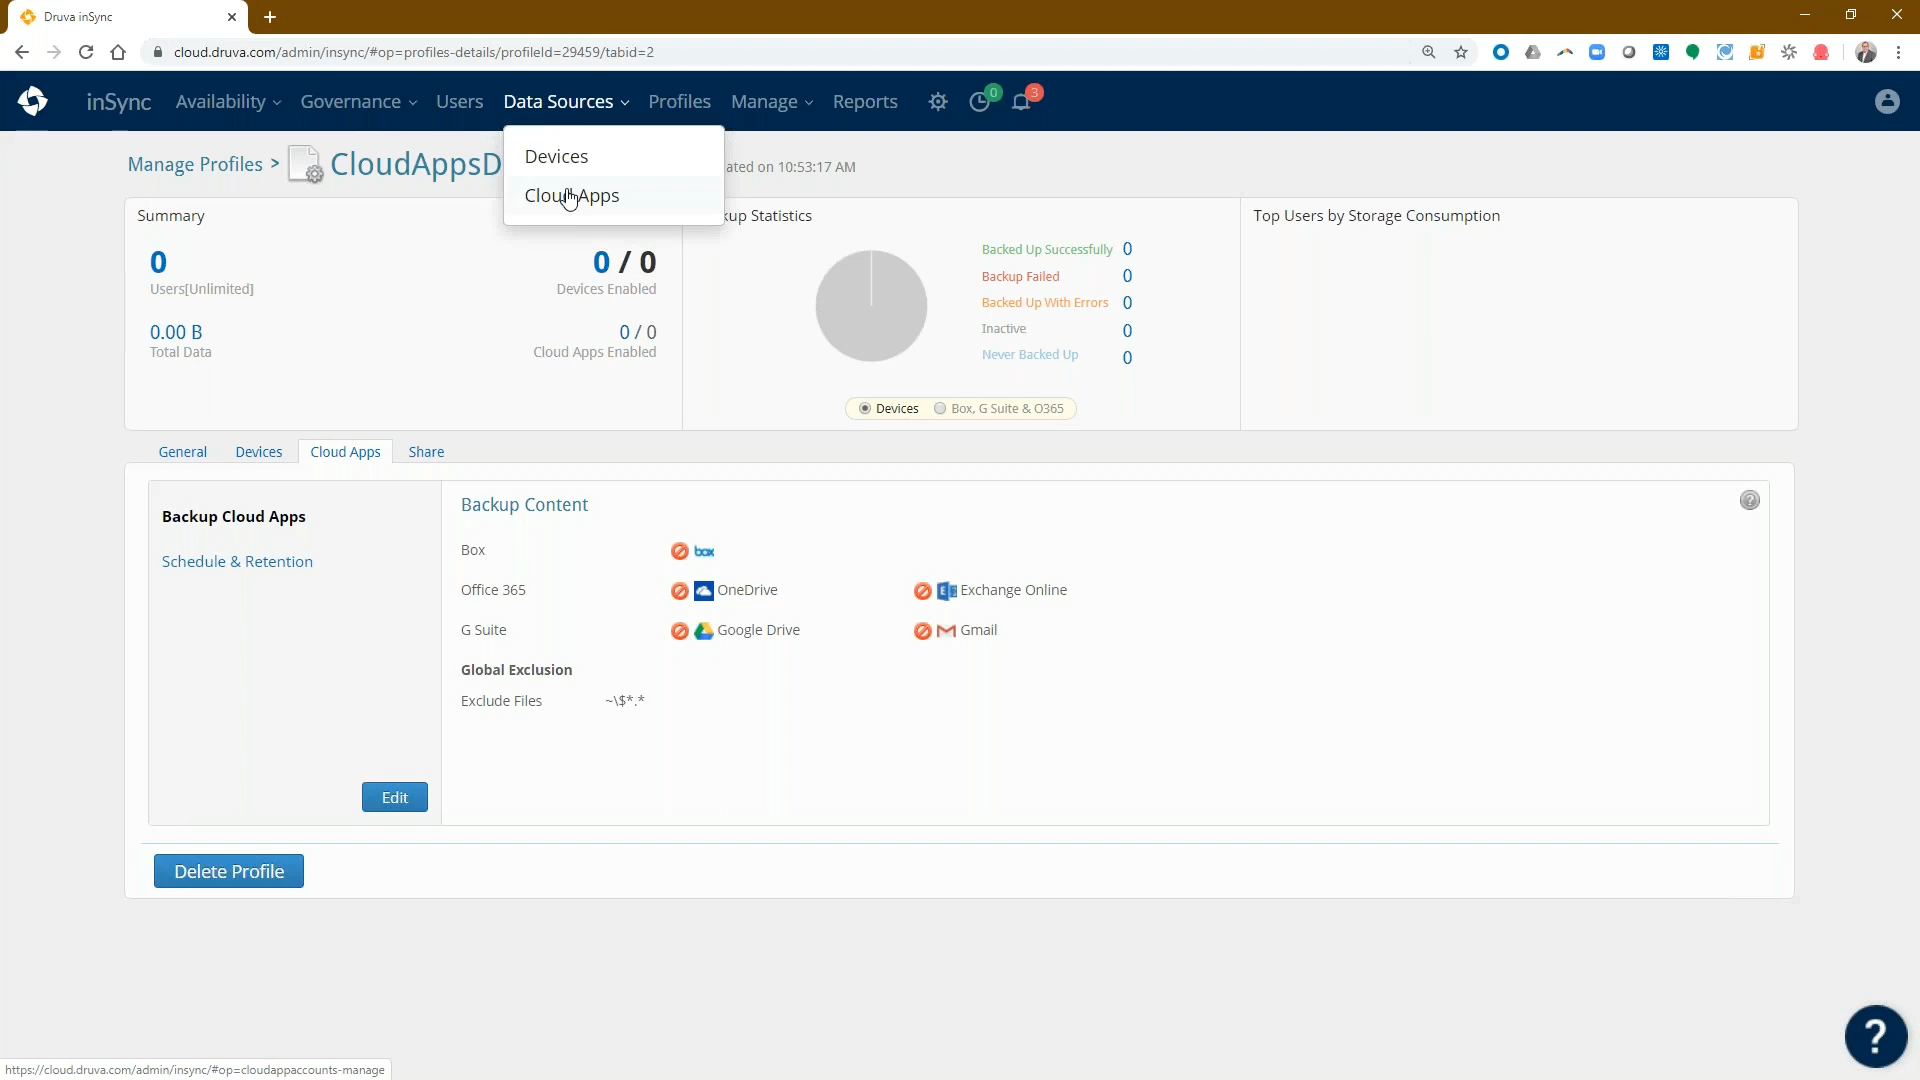 Druva inSync
cloud.druva.com/admin/insync/#op=profiles-details/profileId=29459/tabid=2
inSync Availability Governance Users Data Sources Profiles Manage Reports 0 3
Devices
Cloud Apps
Manage Profiles > CloudAppsD
ated on 10:53:17 AM
Summary
0
Users[Unlimited]
0 / 0
Devices Enabled
0.00 B
Total Data
0 / 0
Cloud Apps Enabled
kup Statistics
Backed Up Successfully 0
Backup Failed 0
Backed Up With Errors 0
Inactive 0
Never Backed Up 0
Devices Box, G Suite & O365
Top Users by Storage Consumption
General Devices Cloud Apps Share
Backup Cloud Apps
Schedule & Retention
Edit
Backup Content
?
Box box
Office 365 OneDrive Exchange Online
G Suite Google Drive Gmail
Global Exclusion
Exclude Files ~\$*.*
Delete Profile
?
https://cloud.druva.com/admin/insync/#op=cloudappaccounts-manage